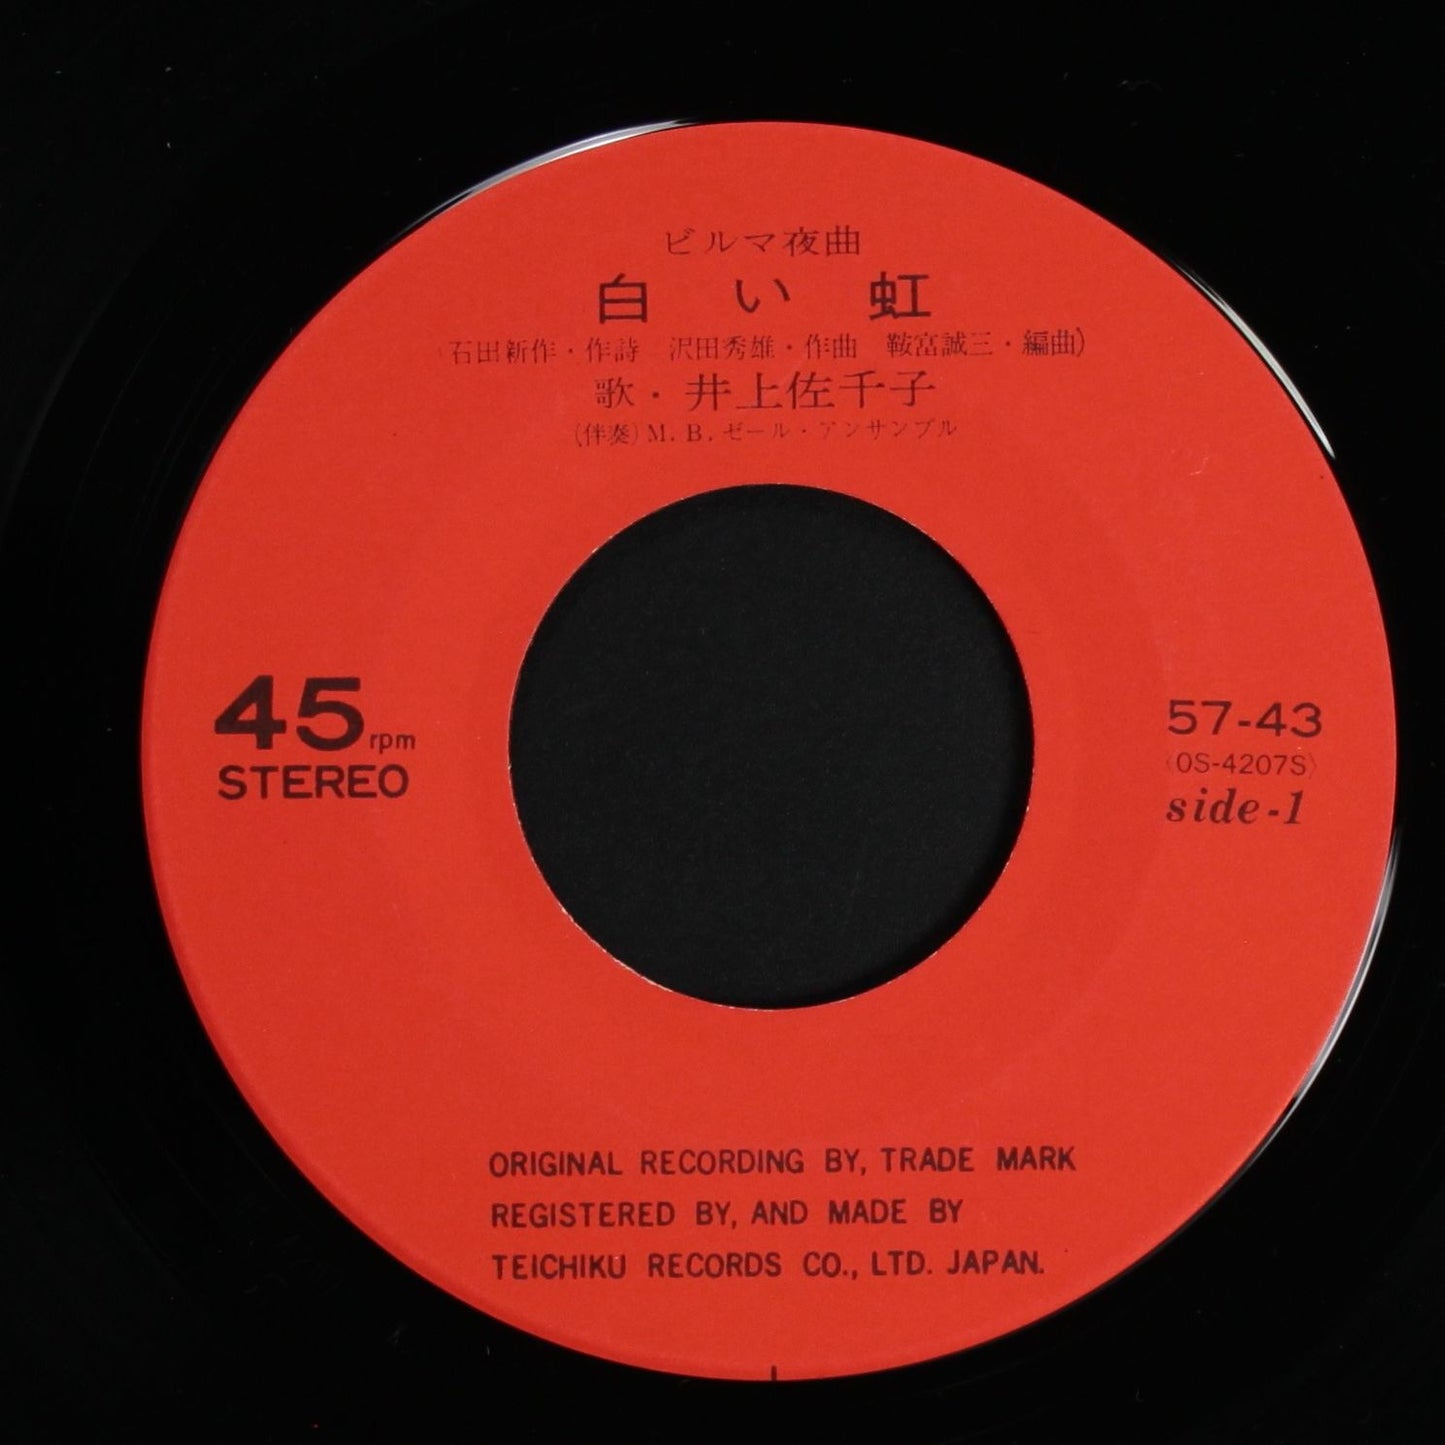 ビルマ夜曲
白い虹
(石田新作・作詩 沢田秀雄・作曲 鞍富誠三・編曲)
歌・井上佐千子
(伴奏)M.B.ゼール・アンサンブル
45 rpm
STEREO
57-43
(OS-4207S)
side-1
ORIGINAL RECORDING BY, TRADE MARK
REGISTERED BY, AND MADE BY
TEICHIKU RECORDS CO., LTD. JAPAN.